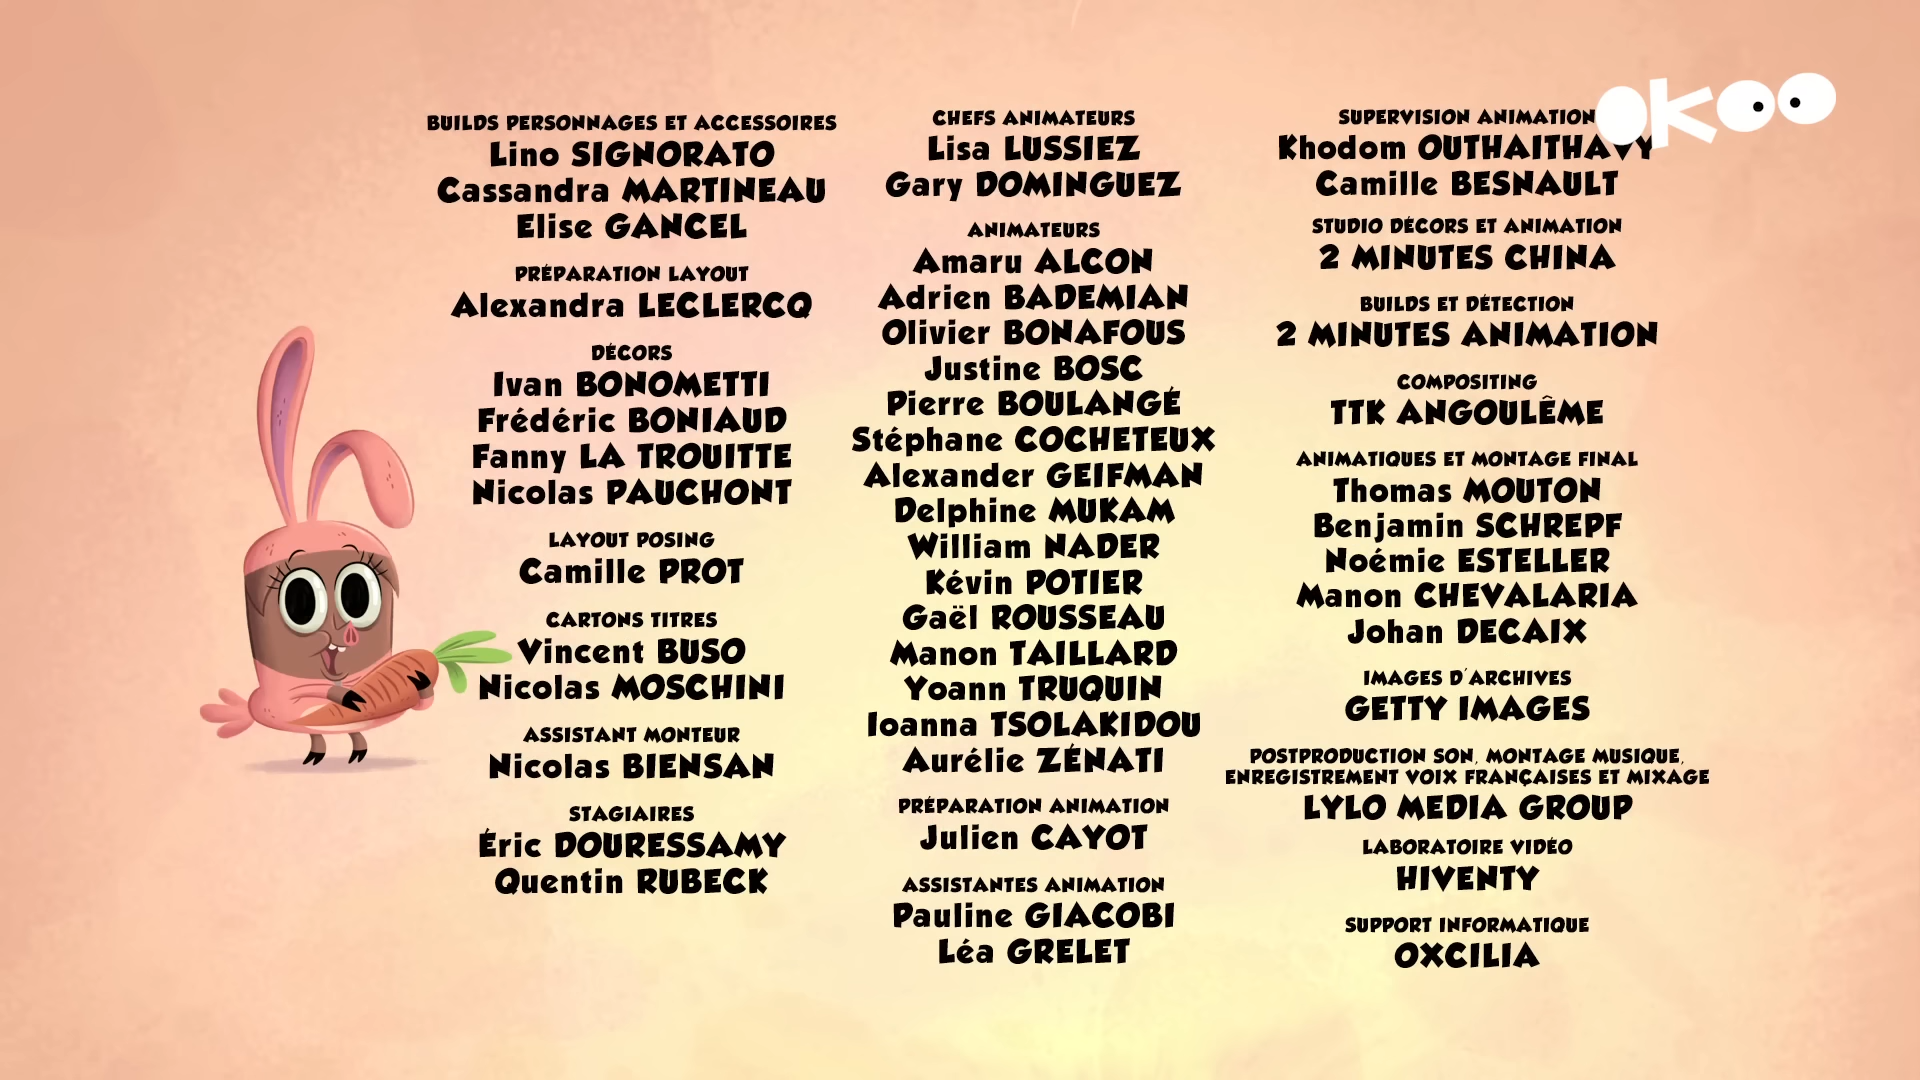 BUILDS PERSONNAGES ET ACCESSOIRES
Lino SIGNORATO
Cassandra MARTINEAU
Elise GANCEL
PRÉPARATION LAYOUT
Alexandra LECLERCQ
DÉCORS
Ivan BONOMETTI
Frédéric BONIAUD
Fanny LA TROUITTE
Nicolas PAUCHONT
LAYOUT POSING
Camille PROT
CARTONS TITRES
Vincent BUSO
Nicolas MOSCHINI
ASSISTANT MONTEUR
Nicolas BIENSAN
STAGIAIRES
Éric DOURESSAMY
Quentin RUBECK
CHEFS ANIMATEURS
Lisa LUSSIEZ
Gary DOMINGUEZ
ANIMATEURS
Amaru ALCON
Adrien BADEMIAN
Olivier BONAFOUS
Justine BOSC
Pierre BOULANGÉ
Stéphane COCHETEUX
Alexander GEIFMAN
Delphine MUKAM
William NADER
Kévin POTIER
Gaël ROUSSEAU
Manon TAILLARD
Yoann TRUQUIN
Ioanna TSOLAKIDOU
Aurélie ZÉNATI
PRÉPARATION ANIMATION
Julien CAYOT
ASSISTANTES ANIMATION
Pauline GIACOBI
Léa GRELET
OKOO
SUPERVISION ANIMATION
Khodom OUTHAITHAVY
Camille BESNAULT
STUDIO DÉCORS ET ANIMATION
2 MINUTES CHINA
BUILDS ET DÉTECTION
2 MINUTES ANIMATION
COMPOSITING
TTK ANGOULÊME
ANIMATIQUES ET MONTAGE FINAL
Thomas MOUTON
Benjamin SCHREPF
Noémie ESTELLER
Manon CHEVALARIA
Johan DECAIX
IMAGES D'ARCHIVES
GETTY IMAGES
POSTPRODUCTION SON, MONTAGE MUSIQUE,
ENREGISTREMENT VOIX FRANÇAISES ET MIXAGE
LYLO MEDIA GROUP
LABORATOIRE VIDÉO
HIVENTY
SUPPORT INFORMATIQUE
OXCILIA